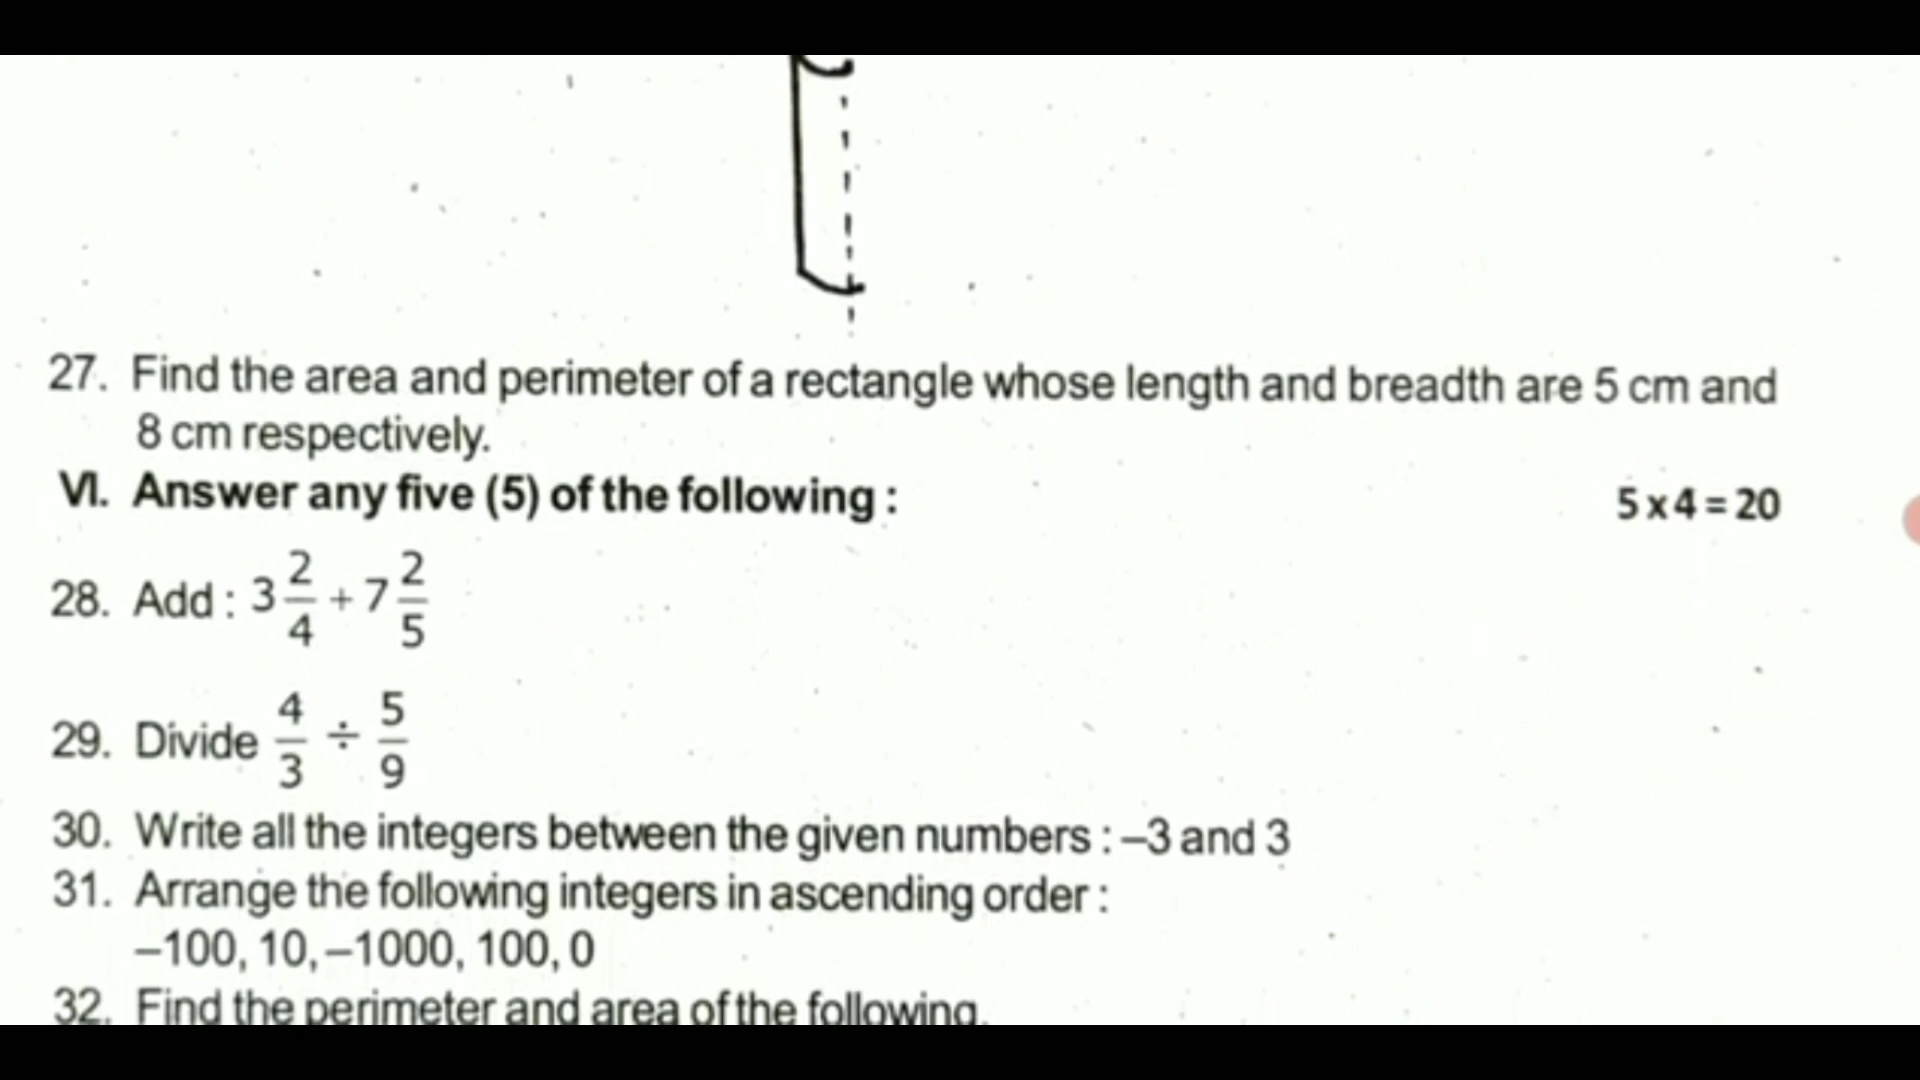 27. Find the area and perimeter of a rectangle whose length and breadth are 5 cm and
8 cm respectively.
VI. Answer any five (5) of the following : 5 x 4 = 20
28. Add : 3 2/4 + 7 2/5
29. Divide 4/3 ÷ 5/9
30. Write all the integers between the given numbers : –3 and 3
31. Arrange the following integers in ascending order :
–100, 10, –1000, 100, 0
32. Find the perimeter and area of the following.